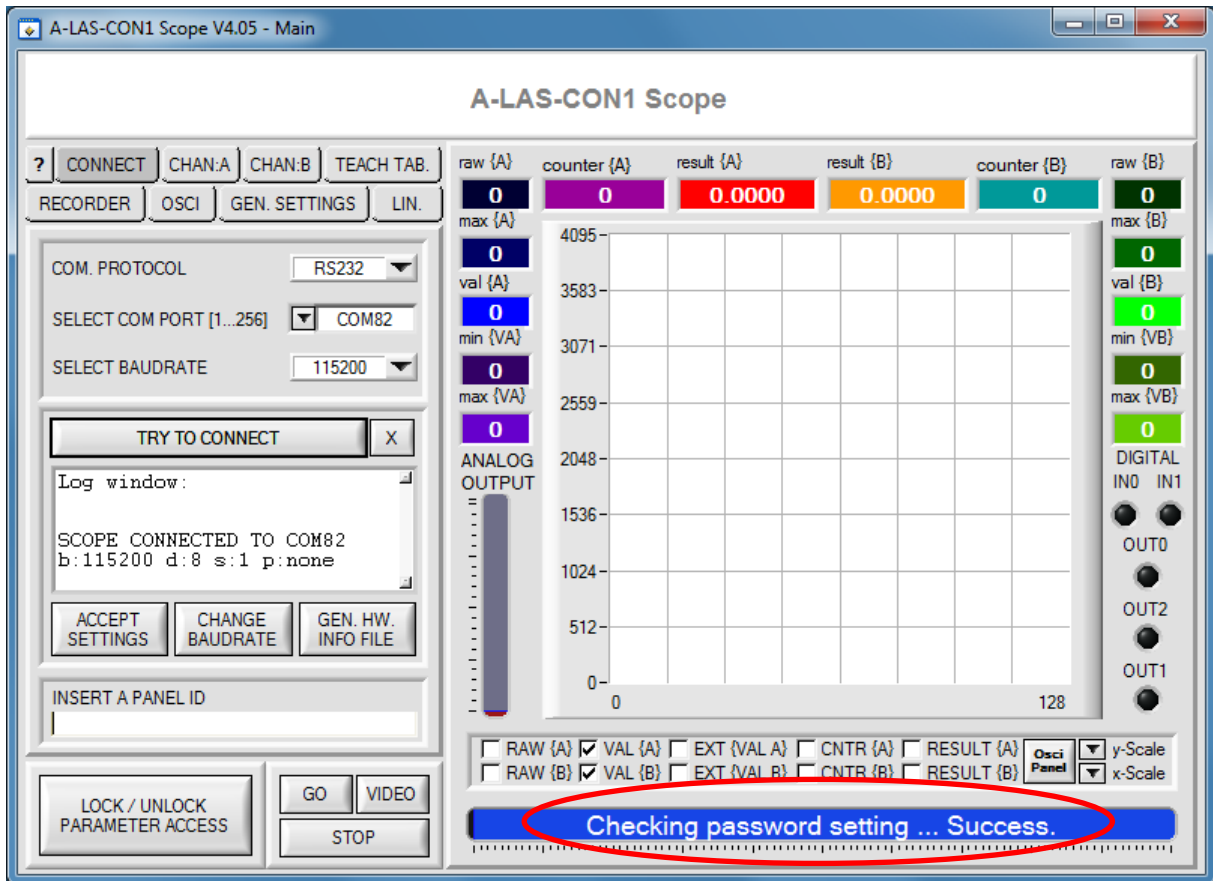 A-LAS-CON1 Scope V4.05 - Main
A-LAS-CON1 Scope
? CONNECT CHAN:A CHAN:B TEACH TAB.
RECORDER OSCI GEN. SETTINGS LIN.
COM. PROTOCOL RS232
SELECT COM PORT [1...256] COM82
SELECT BAUDRATE 115200
TRY TO CONNECT X
Log window:
SCOPE CONNECTED TO COM82
b:115200 d:8 s:1 p:none
ACCEPT SETTINGS
CHANGE BAUDRATE
GEN. HW. INFO FILE
INSERT A PANEL ID
LOCK / UNLOCK
PARAMETER ACCESS
GO VIDEO
STOP
raw {A} counter {A} result {A} result {B} counter {B} raw {B}
0 0 0.0000 0.0000 0 0
max {A}
0
val {A}
0
min {VA}
0
max {VA}
0
ANALOG
OUTPUT
4095
3583
3071
2559
2048
1536
1024
512
0
0 128
max {B}
0
val {B}
0
min {VB}
0
max {VB}
0
DIGITAL
IN0 IN1
OUT0
OUT2
OUT1
RAW {A} VAL {A} EXT {VAL A} CNTR {A} RESULT {A}
RAW {B} VAL {B} EXT {VAL B} CNTR {B} RESULT {B}
Osci
Panel
y-Scale
x-Scale
Checking password setting ... Success.